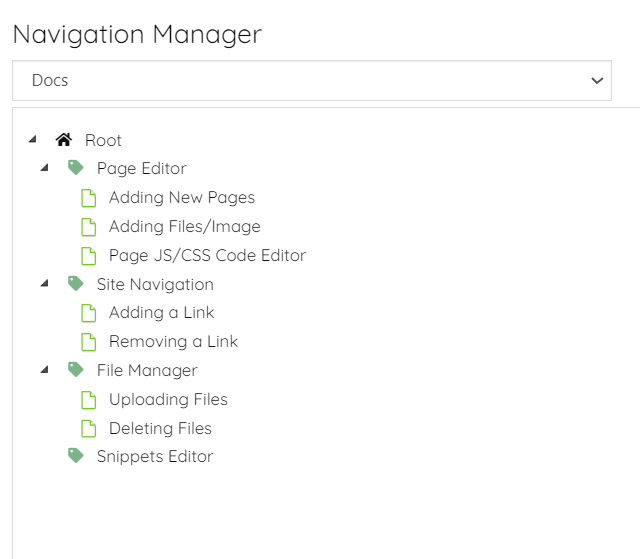 Navigation Manager
Docs
Root
Page Editor
Adding New Pages
Adding Files/Image
Page JS/CSS Code Editor
Site Navigation
Adding a Link
Removing a Link
File Manager
Uploading Files
Deleting Files
Snippets Editor